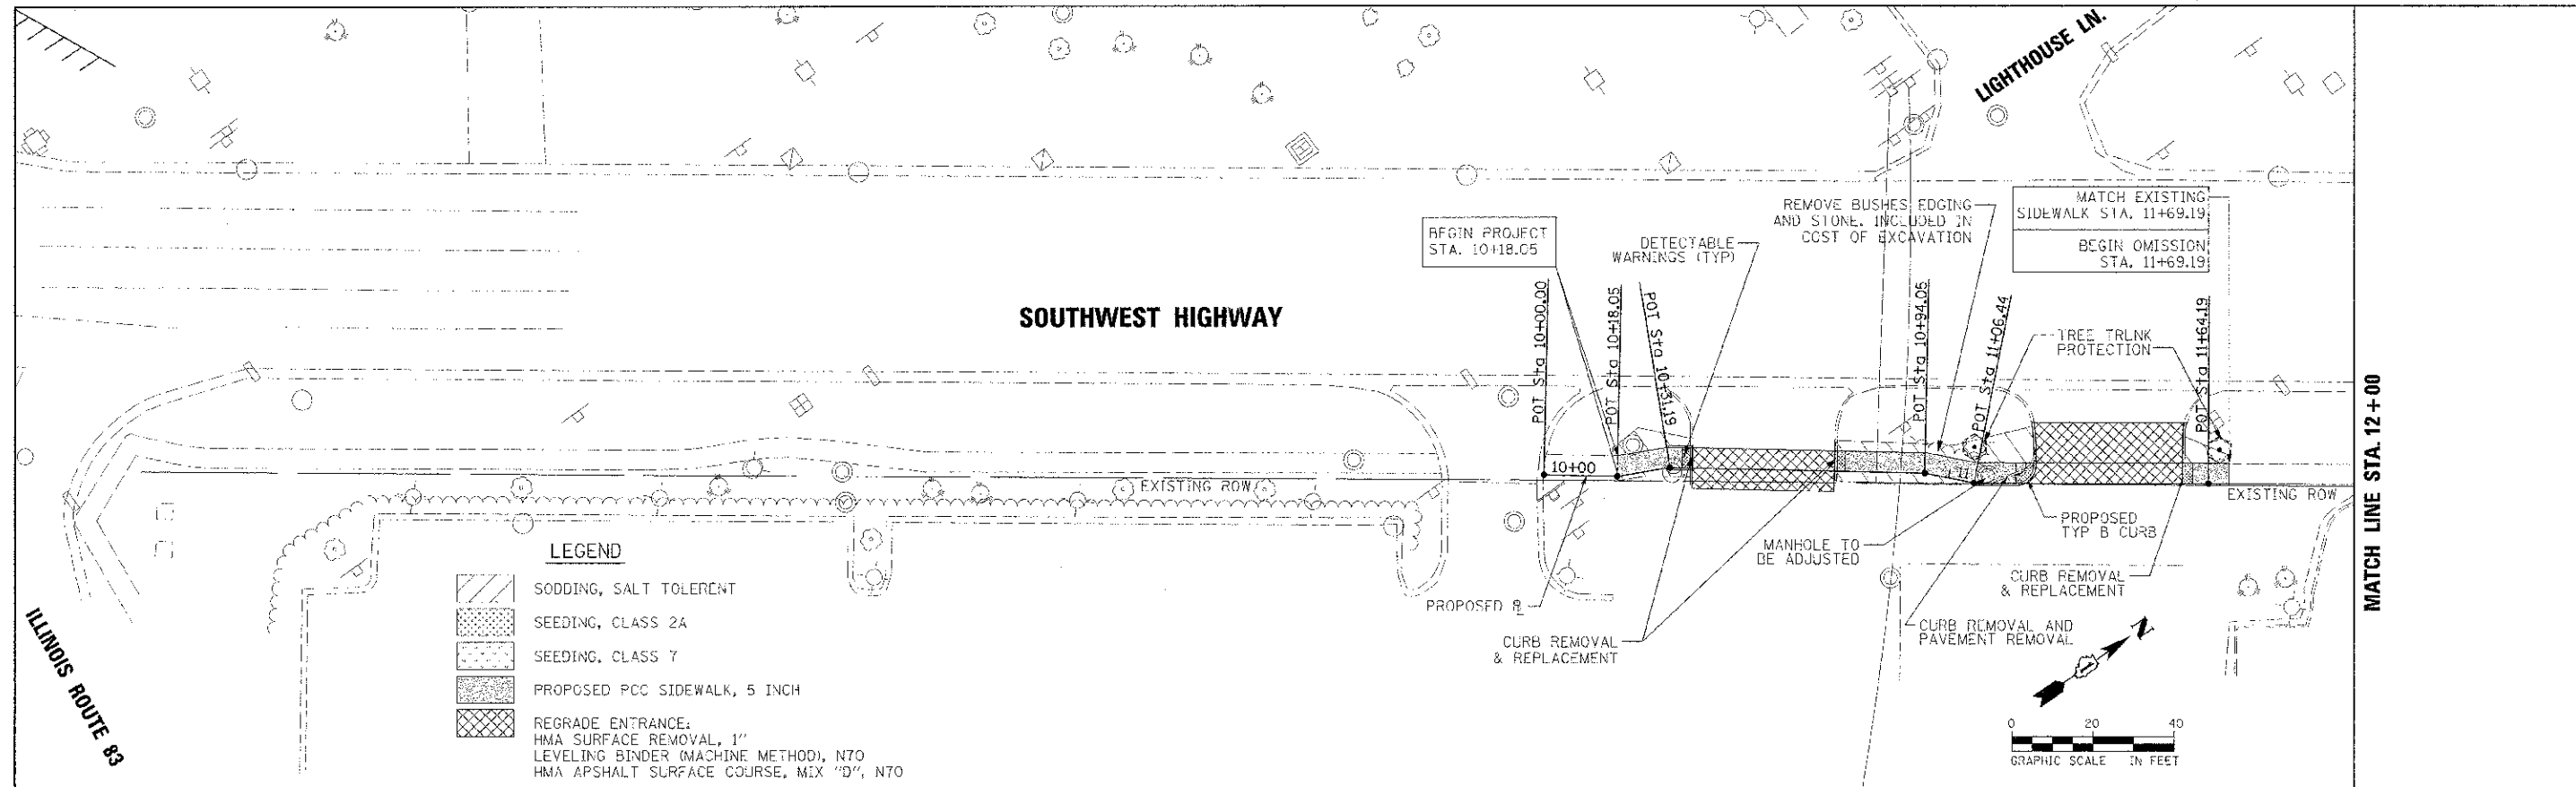 LIGHTHOUSE LN.
MATCH EXISTING
SIDEWALK STA. 11+69.19
BEGIN OMISSION
STA. 11+69.19
REMOVE BUSHES, EDGING
AND STONE. INCLUDED IN
COST OF EXCAVATION
BEGIN PROJECT
STA. 10+18.05
DETECTABLE
WARNINGS (TYP)
SOUTHWEST HIGHWAY
POT Sta 10+00.00
POT Sta 10+18.05
POT Sta 10+31.19
POT Sta 10+94.05
POT Sta 11+06.44
POT Sta 11+64.19
TREE TRUNK
PROTECTION
10+00
11
EXISTING ROW
EXISTING ROW
MATCH LINE STA. 12+00
PROPOSED
TYP B CURB
MANHOLE TO
BE ADJUSTED
CURB REMOVAL
& REPLACEMENT
PROPOSED ⅊
CURB REMOVAL
& REPLACEMENT
CURB REMOVAL AND
PAVEMENT REMOVAL
LEGEND
SODDING, SALT TOLERENT
SEEDING, CLASS 2A
SEEDING, CLASS 7
PROPOSED PCC SIDEWALK, 5 INCH
REGRADE ENTRANCE:
HMA SURFACE REMOVAL, 1"
LEVELING BINDER (MACHINE METHOD), N70
HMA APSHALT SURFACE COURSE, MIX "D", N70
ILLINOIS ROUTE 83
N
0 20 40
GRAPHIC SCALE IN FEET